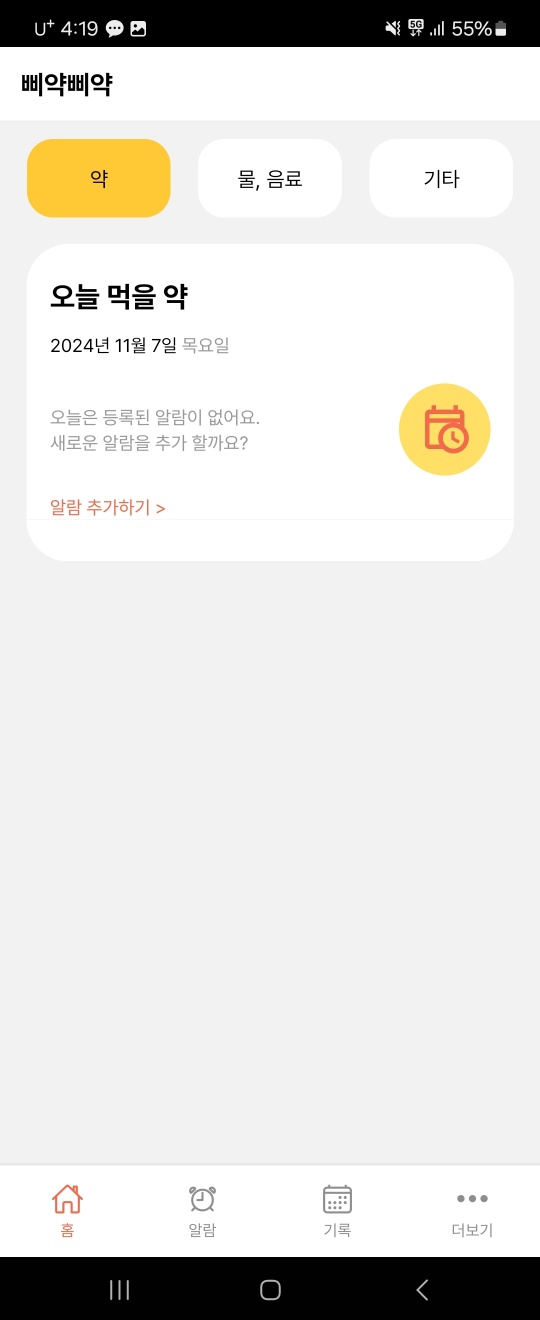 U+ 4:19
5G 55%
삐약삐약
약
물, 음료
기타
오늘 먹을 약
2024년 11월 7일 목요일
오늘은 등록된 알람이 없어요.
새로운 알람을 추가 할까요?
알람 추가하기 >
홈
알람
기록
더보기